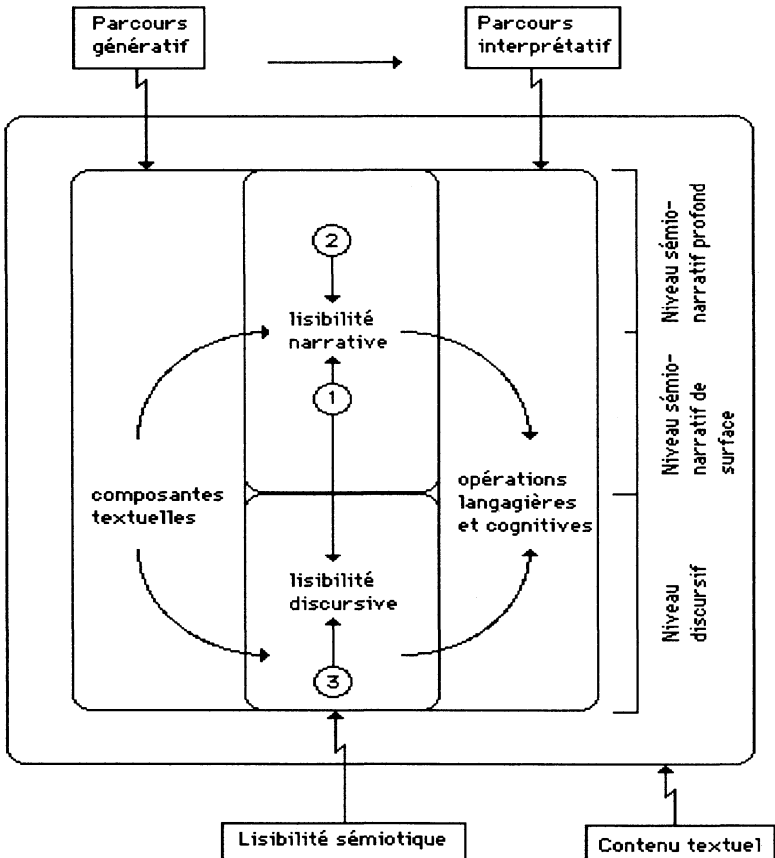 Parcours
génératif
Parcours
interprétatif
2
lisibilité
narrative
1
composantes
textuelles
opérations
langagières
et cognitives
lisibilité
discursive
3
Niveau sémio-
narratif profond
Niveau sémio-
narratif de
surface
Niveau
discursif
Lisibilité sémiotique
Contenu textuel